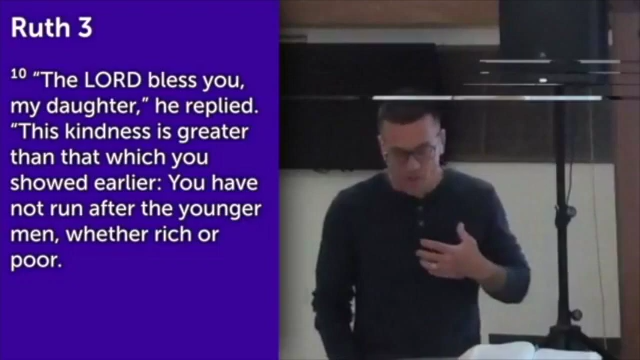 Ruth 3
10 “The LORD bless you,
my daughter,” he replied.
“This kindness is greater
than that which you
showed earlier: You have
not run after the younger
men, whether rich or
poor.